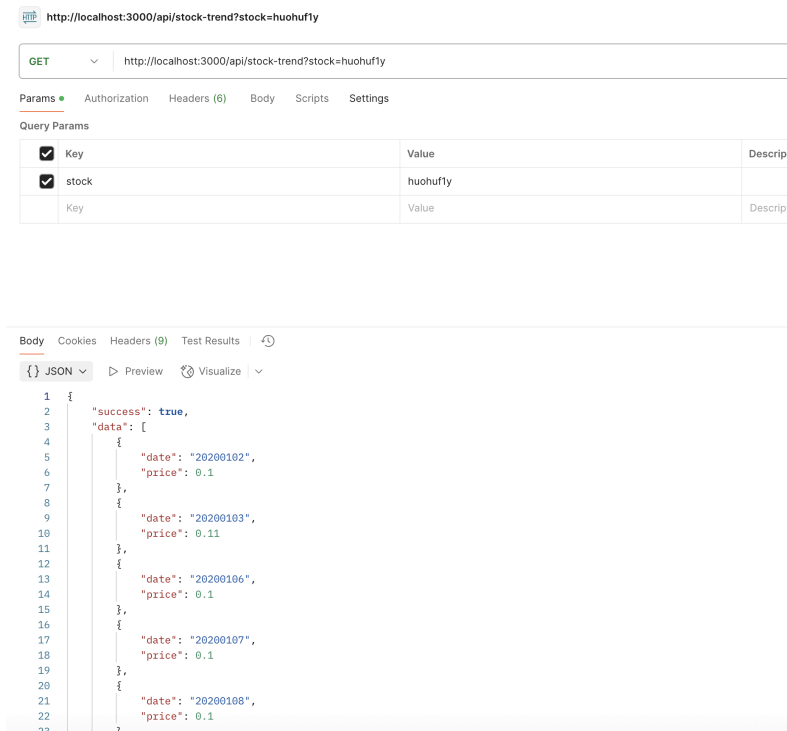 HTTP http://localhost:3000/api/stock-trend?stock=huohuf1y
GET http://localhost:3000/api/stock-trend?stock=huohuf1y
Params Authorization Headers (6) Body Scripts Settings
Query Params
Key Value Descrip
stock huohuf1y
Key Value Descrip
Body Cookies Headers (9) Test Results
{} JSON Preview Visualize
1 {
2 "success": true,
3 "data": [
4 {
5 "date": "20200102",
6 "price": 0.1
7 },
8 {
9 "date": "20200103",
10 "price": 0.11
11 },
12 {
13 "date": "20200106",
14 "price": 0.1
15 },
16 {
17 "date": "20200107",
18 "price": 0.1
19 },
20 {
21 "date": "20200108",
22 "price": 0.1